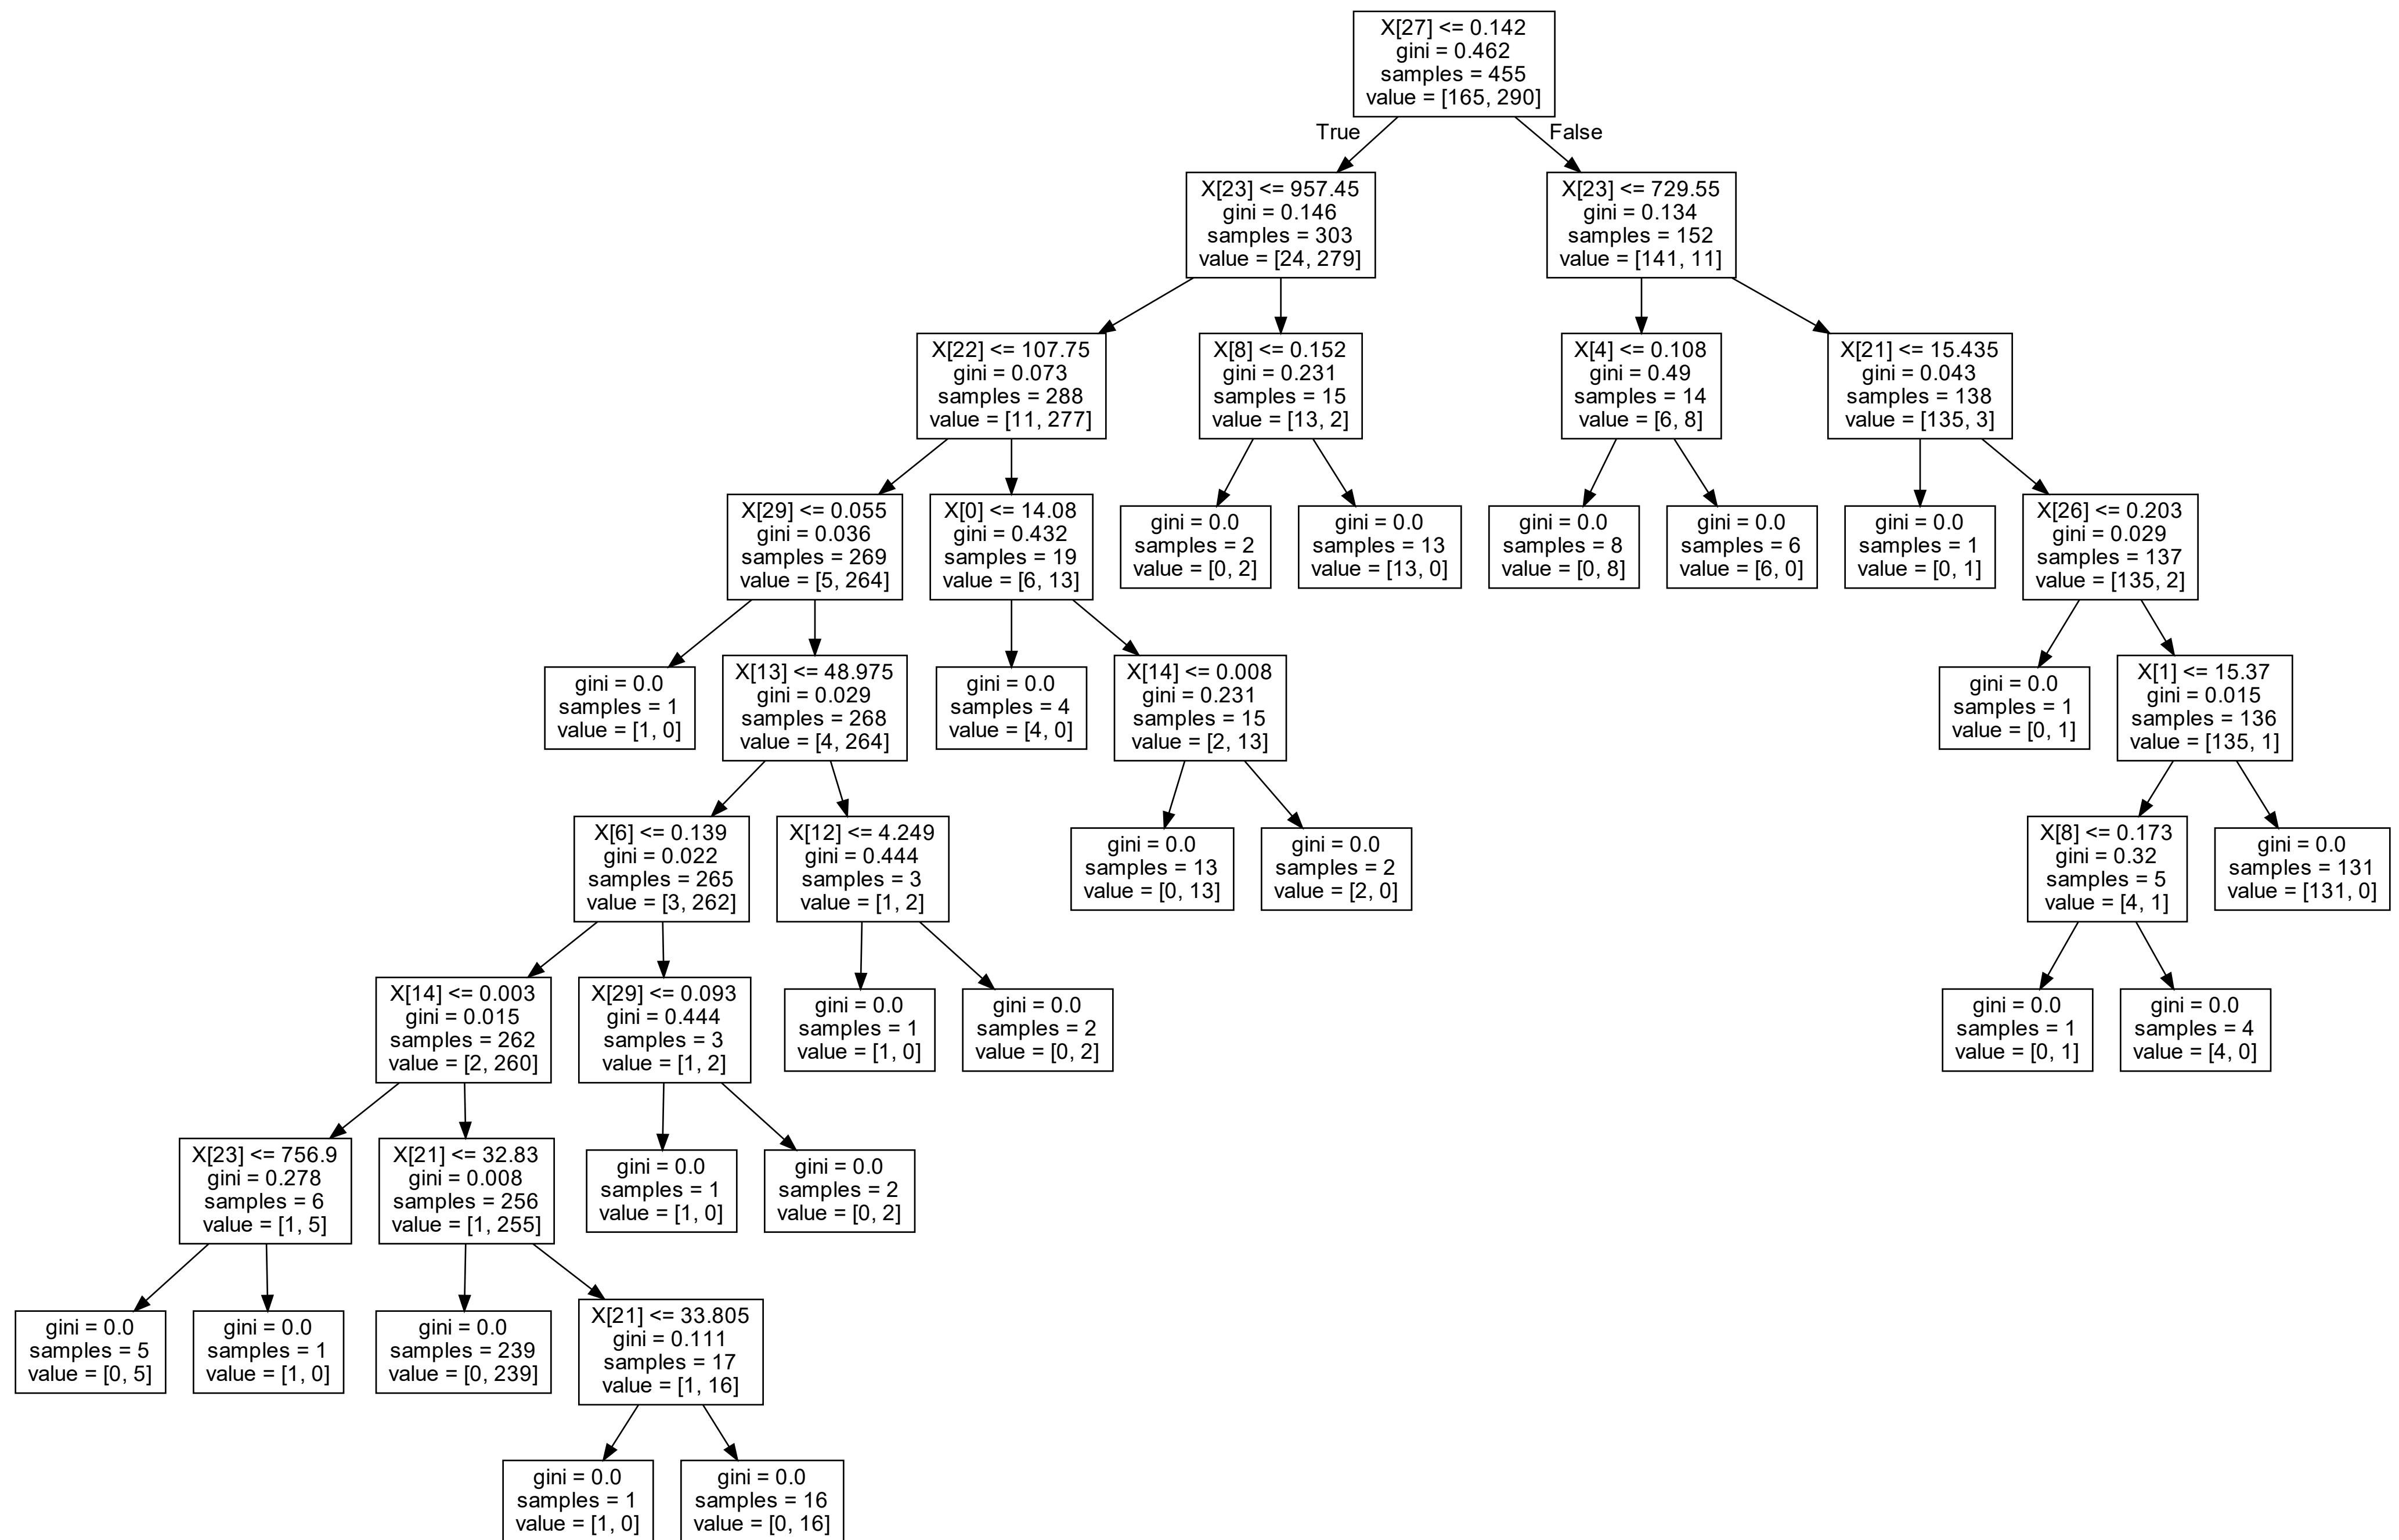 X[27] <= 0.142
gini = 0.462
samples = 455
value = [165, 290]
True
False
X[23] <= 957.45
gini = 0.146
samples = 303
value = [24, 279]
X[23] <= 729.55
gini = 0.134
samples = 152
value = [141, 11]
X[22] <= 107.75
gini = 0.073
samples = 288
value = [11, 277]
X[8] <= 0.152
gini = 0.231
samples = 15
value = [13, 2]
X[4] <= 0.108
gini = 0.49
samples = 14
value = [6, 8]
X[21] <= 15.435
gini = 0.043
samples = 138
value = [135, 3]
X[29] <= 0.055
gini = 0.036
samples = 269
value = [5, 264]
X[0] <= 14.08
gini = 0.432
samples = 19
value = [6, 13]
gini = 0.0
samples = 2
value = [0, 2]
gini = 0.0
samples = 13
value = [13, 0]
gini = 0.0
samples = 8
value = [0, 8]
gini = 0.0
samples = 6
value = [6, 0]
gini = 0.0
samples = 1
value = [0, 1]
X[26] <= 0.203
gini = 0.029
samples = 137
value = [135, 2]
gini = 0.0
samples = 1
value = [1, 0]
X[13] <= 48.975
gini = 0.029
samples = 268
value = [4, 264]
gini = 0.0
samples = 4
value = [4, 0]
X[14] <= 0.008
gini = 0.231
samples = 15
value = [2, 13]
gini = 0.0
samples = 1
value = [0, 1]
X[1] <= 15.37
gini = 0.015
samples = 136
value = [135, 1]
X[6] <= 0.139
gini = 0.022
samples = 265
value = [3, 262]
X[12] <= 4.249
gini = 0.444
samples = 3
value = [1, 2]
gini = 0.0
samples = 13
value = [0, 13]
gini = 0.0
samples = 2
value = [2, 0]
X[8] <= 0.173
gini = 0.32
samples = 5
value = [4, 1]
gini = 0.0
samples = 131
value = [131, 0]
X[14] <= 0.003
gini = 0.015
samples = 262
value = [2, 260]
X[29] <= 0.093
gini = 0.444
samples = 3
value = [1, 2]
gini = 0.0
samples = 1
value = [1, 0]
gini = 0.0
samples = 2
value = [0, 2]
gini = 0.0
samples = 1
value = [0, 1]
gini = 0.0
samples = 4
value = [4, 0]
X[23] <= 756.9
gini = 0.278
samples = 6
value = [1, 5]
X[21] <= 32.83
gini = 0.008
samples = 256
value = [1, 255]
gini = 0.0
samples = 1
value = [1, 0]
gini = 0.0
samples = 2
value = [0, 2]
gini = 0.0
samples = 5
value = [0, 5]
gini = 0.0
samples = 1
value = [1, 0]
gini = 0.0
samples = 239
value = [0, 239]
X[21] <= 33.805
gini = 0.111
samples = 17
value = [1, 16]
gini = 0.0
samples = 1
value = [1, 0]
gini = 0.0
samples = 16
value = [0, 16]